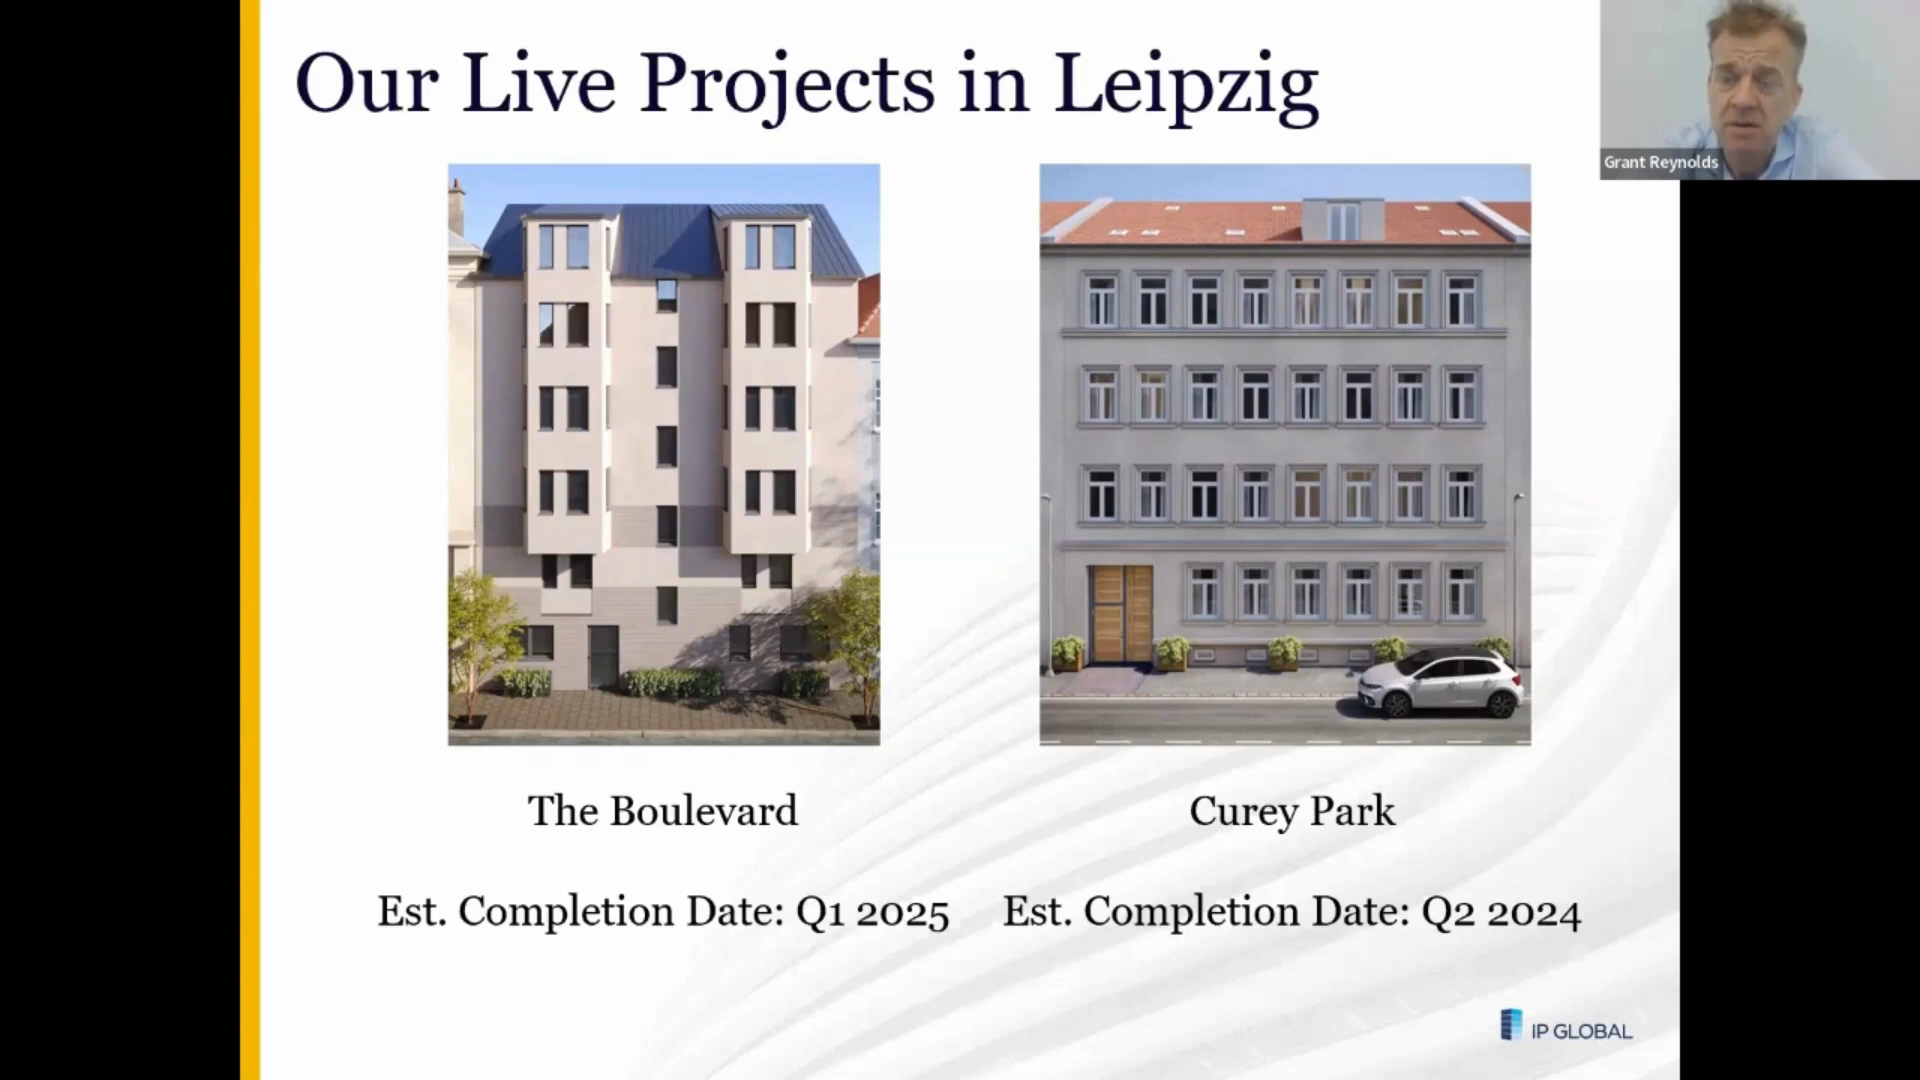 Our Live Projects in Leipzig
Grant Reynolds
The Boulevard
Curey Park
Est. Completion Date: Q1 2025
Est. Completion Date: Q2 2024
IP GLOBAL